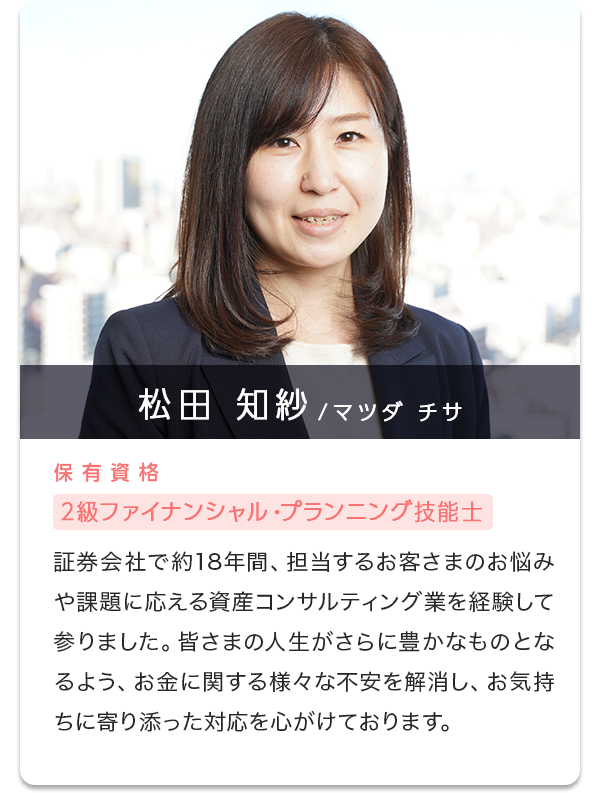 松田 知紗 /マツダ チサ
保有資格
2級ファイナンシャル・プランニング技能士
証券会社で約18年間、担当するお客さまのお悩み
や課題に応える資産コンサルティング業を経験して
参りました。皆さまの人生がさらに豊かなものとな
るよう、お金に関する様々な不安を解消し、お気持
ちに寄り添った対応を心がけております。